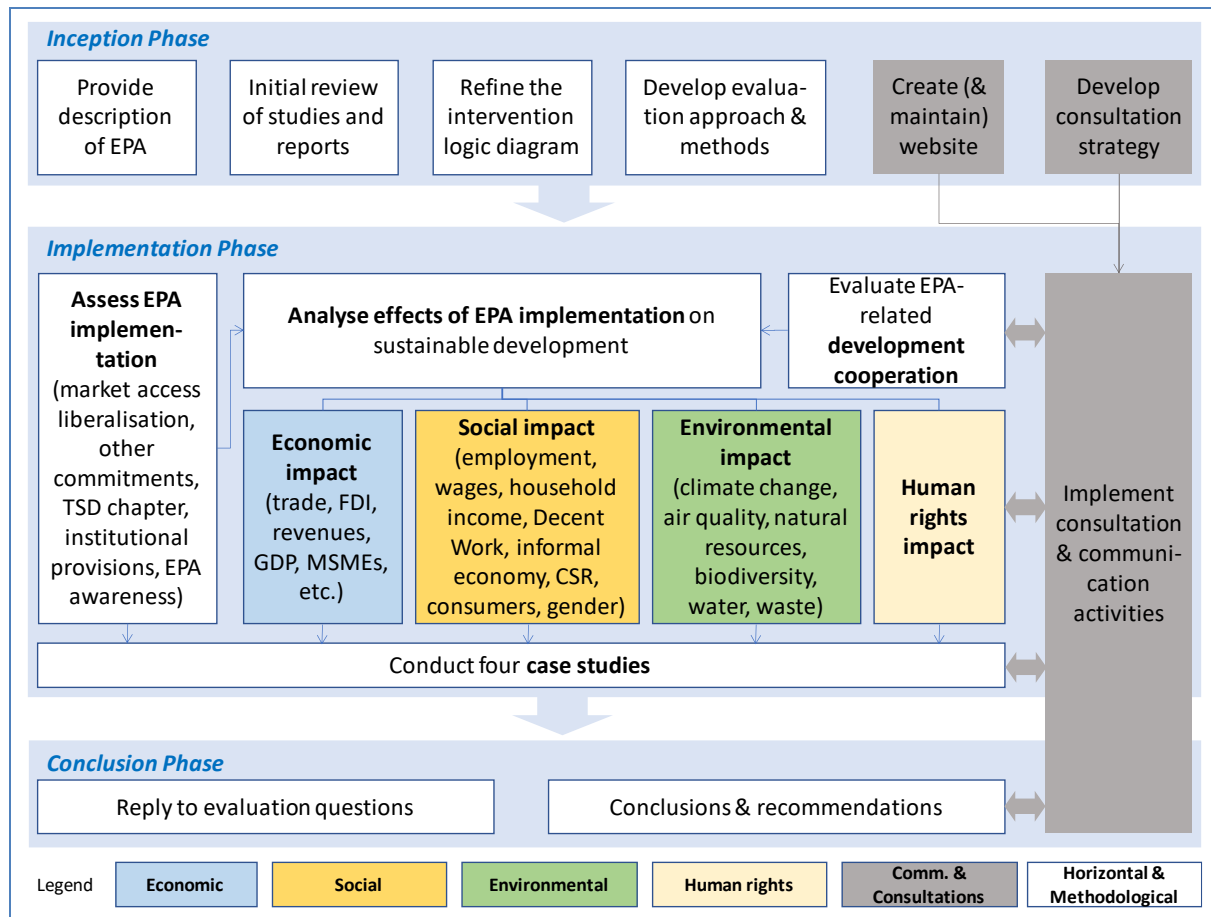 Inception Phase
Provide
description
of EPA
Initial review
of studies and
reports
Refine the
intervention
logic diagram
Develop evalua-
tion approach &
methods
Create (&
maintain)
website
Develop
consultation
strategy
Implementation Phase
Assess EPA
implemen-
tation
(market access
liberalisation,
other
commitments,
TSD chapter,
institutional
provisions, EPA
awareness)
Analyse effects of EPA implementation on
sustainable development
Evaluate EPA-
related
development
cooperation
Economic
impact
(trade, FDI,
revenues,
GDP, MSMEs,
etc.)
Social impact
(employment,
wages, household
income, Decent
Work, informal
economy, CSR,
consumers, gender)
Environmental
impact
(climate change,
air quality, natural
resources,
biodiversity,
water, waste)
Human
rights
impact
Implement
consultation
& communi-
cation
activities
Conduct four case studies
Conclusion Phase
Reply to evaluation questions
Conclusions & recommendations
Legend
Economic
Social
Environmental
Human rights
Comm. &
Consultations
Horizontal &
Methodological